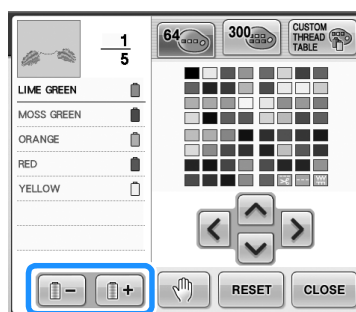 1
5
64
300
CUSTOM
THREAD
TABLE
LIME GREEN
MOSS GREEN
ORANGE
RED
YELLOW
−
+
RESET
CLOSE